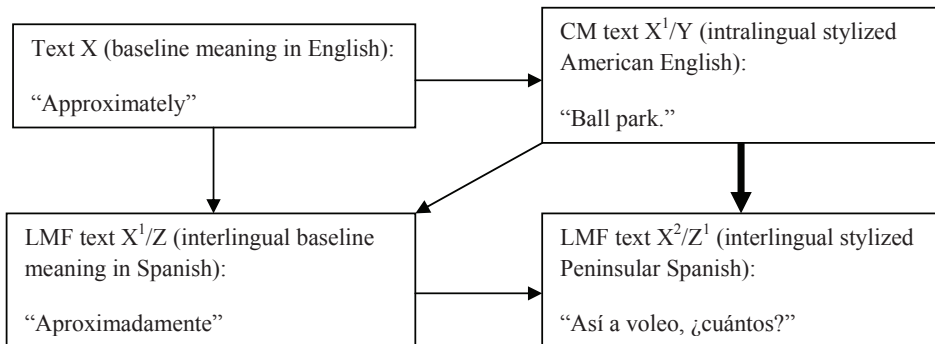 Text X (baseline meaning in English):
“Approximately”
CM text X¹/Y (intralingual stylized
American English):
“Ball park.”
LMF text X¹/Z (interlingual baseline
meaning in Spanish):
“Aproximadamente”
LMF text X²/Z¹ (interlingual stylized
Peninsular Spanish):
“Así a voleo, ¿cuántos?”